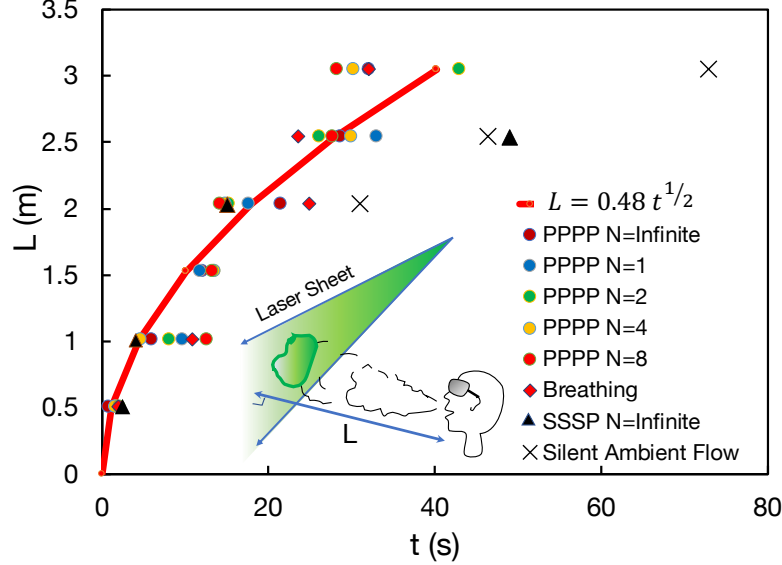 3.5
3
2.5
2
1.5
1
0.5
0
L (m)
0
20
40
60
80
t (s)
L = 0.48 t^{1/2}
PPPP N=Infinite
PPPP N=1
PPPP N=2
PPPP N=4
PPPP N=8
Breathing
SSSP N=Infinite
Silent Ambient Flow
Laser Sheet
L